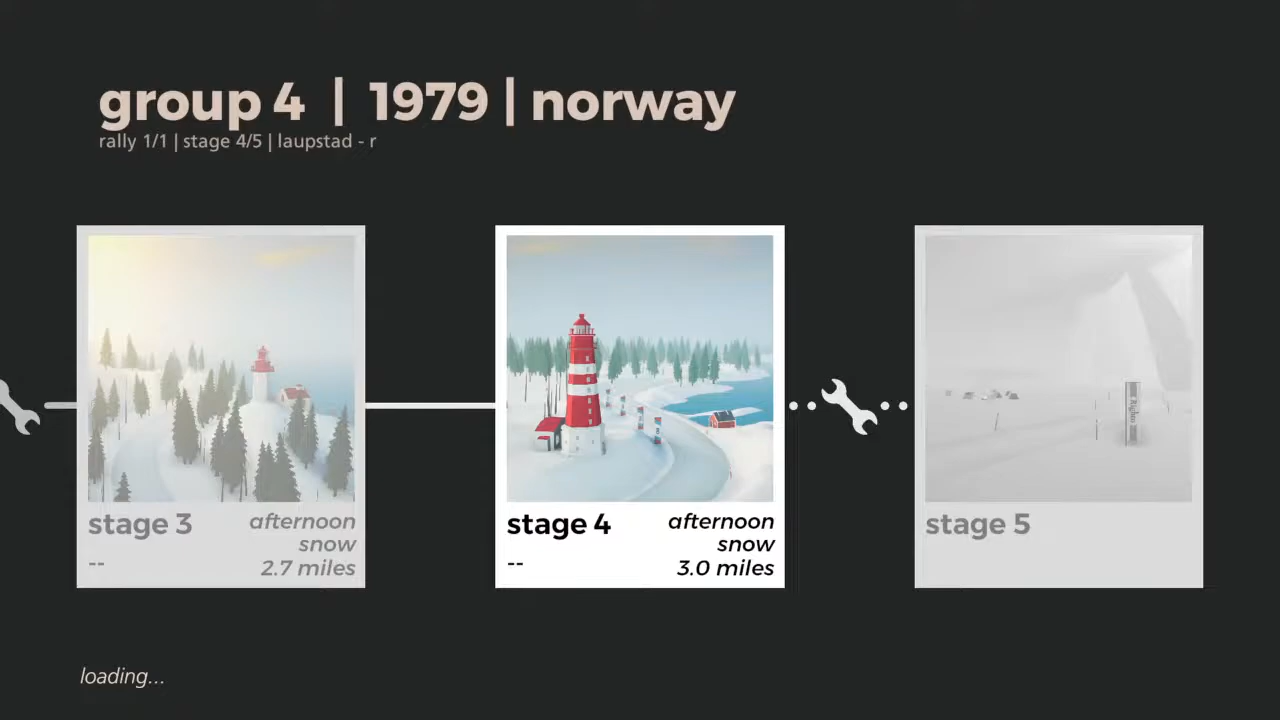 group 4 | 1979 | norway
rally 1/1 | stage 4/5 | laupstad - r
stage 3
afternoon
snow
--
2.7 miles
stage 4
afternoon
snow
--
3.0 miles
stage 5
loading...